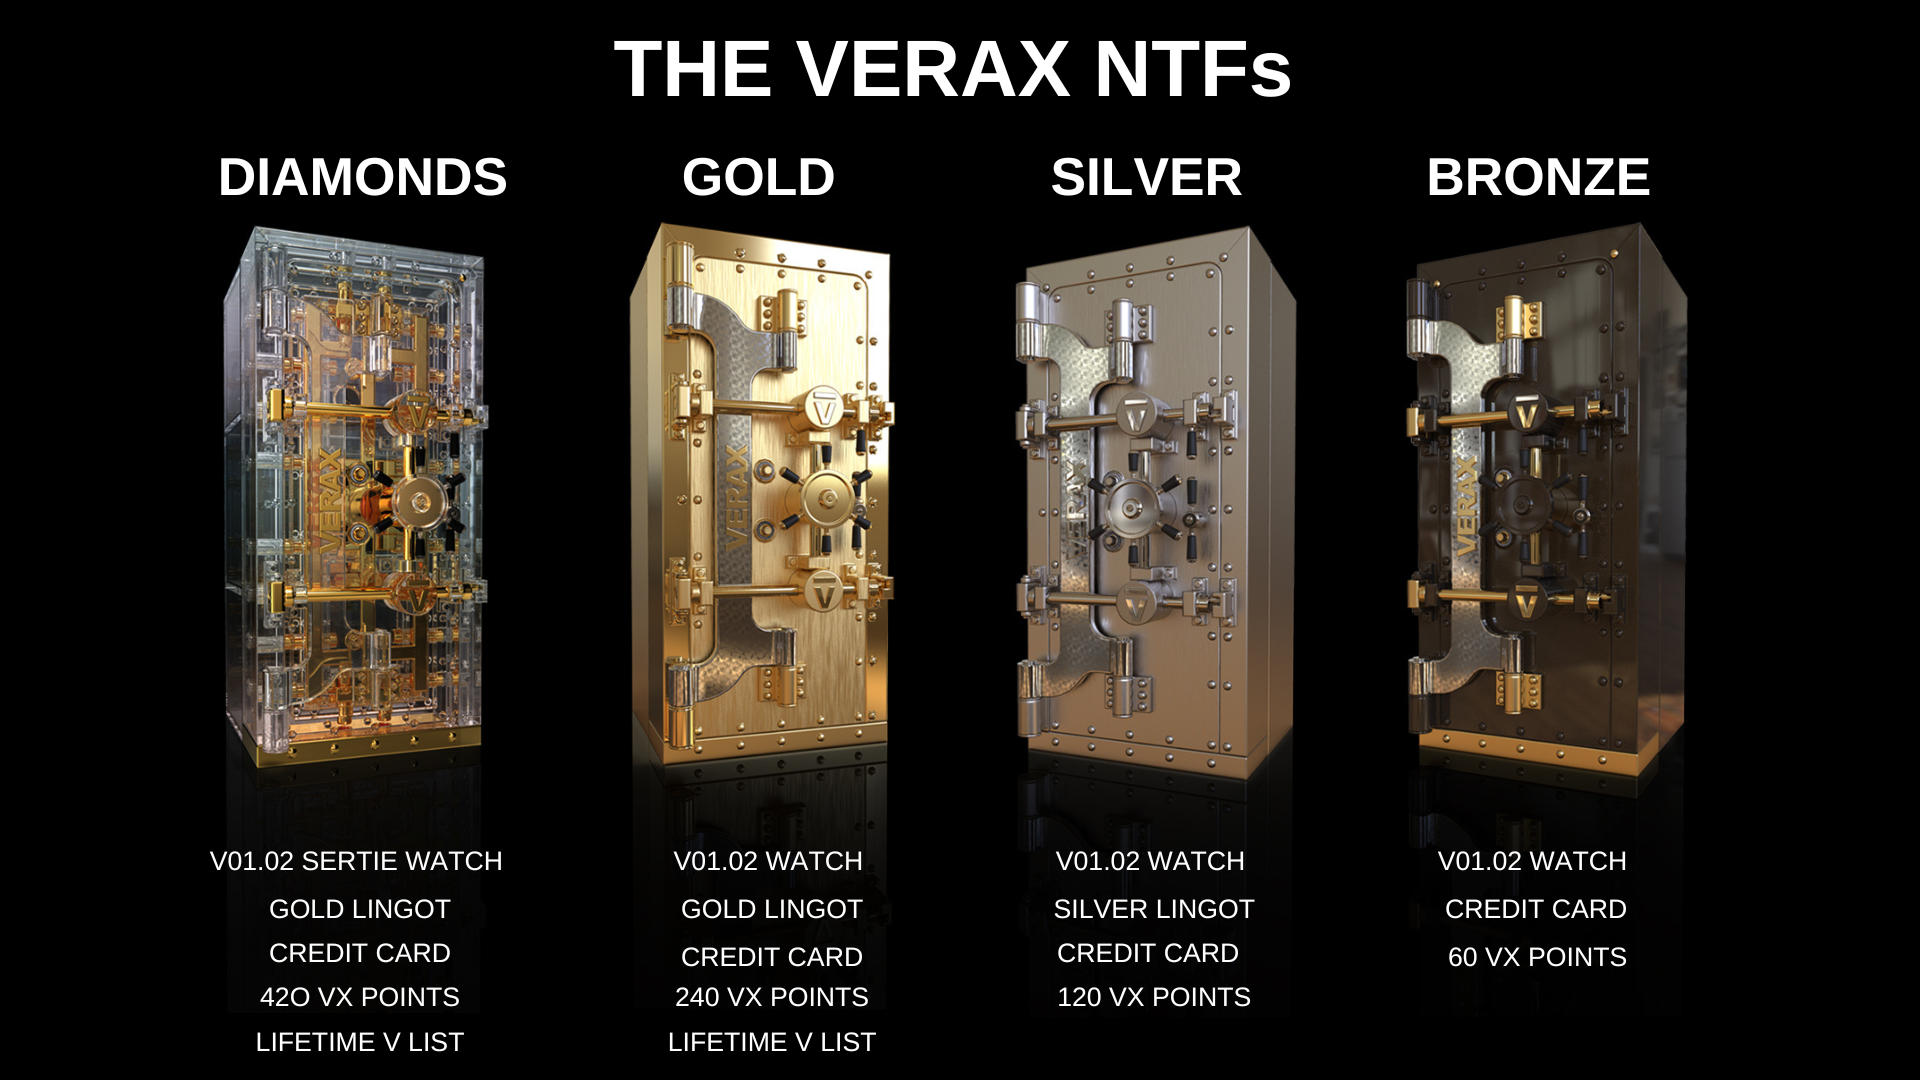 THE VERAX NTFs
DIAMONDS
GOLD
SILVER
BRONZE
VERAX
VERAX
VERAX
VERAX
V01.02 SERTIE WATCH
GOLD LINGOT
CREDIT CARD
42O VX POINTS
LIFETIME V LIST
V01.02 WATCH
GOLD LINGOT
CREDIT CARD
240 VX POINTS
LIFETIME V LIST
V01.02 WATCH
SILVER LINGOT
CREDIT CARD
120 VX POINTS
V01.02 WATCH
CREDIT CARD
60 VX POINTS